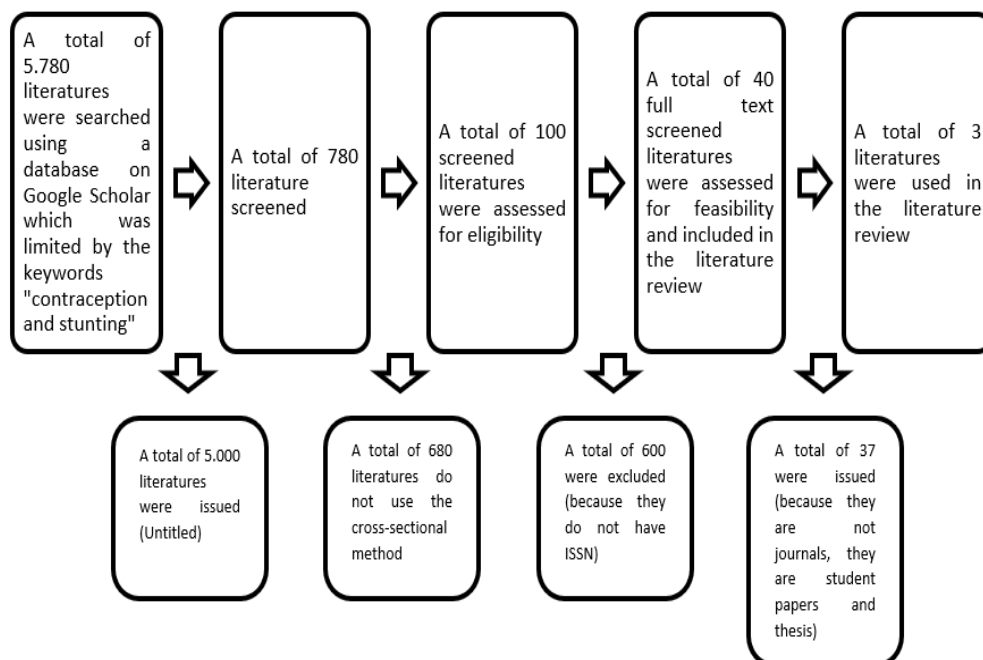 A total of
5.780
literatures
were searched
using a
database on
Google Scholar
which was
limited by the
keywords
"contraception
and stunting"
A total of 780
literature
screened
A total of 100
screened
literatures
were assessed
for eligibility
A total of 40
full text
screened
literatures
were assessed
for feasibility
and included in
the literature
review
A total of 3
literatures
were used in
the literature
review
A total of 5.000
literatures
were issued
(Untitled)
A total of 680
literatures do
not use the
cross-sectional
method
A total of 600
were excluded
(because they
do not have
ISSN)
A total of 37
were issued
(because they
are not
journals, they
are student
papers and
thesis)